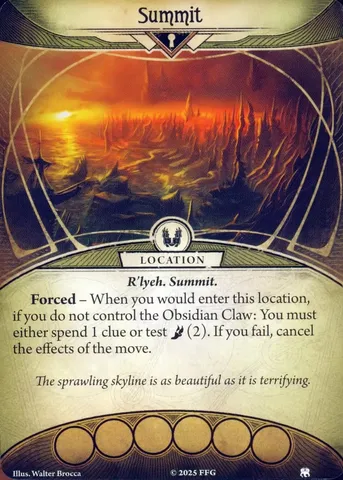 Summit
LOCATION
R'lyeh. Summit.
Forced – When you would enter this location,
if you do not control the Obsidian Claw: You must
either spend 1 clue or test (2). If you fail, cancel
the effects of the move.
The sprawling skyline is as beautiful as it is terrifying.
Illus. Walter Brocca
© 2025 FFG